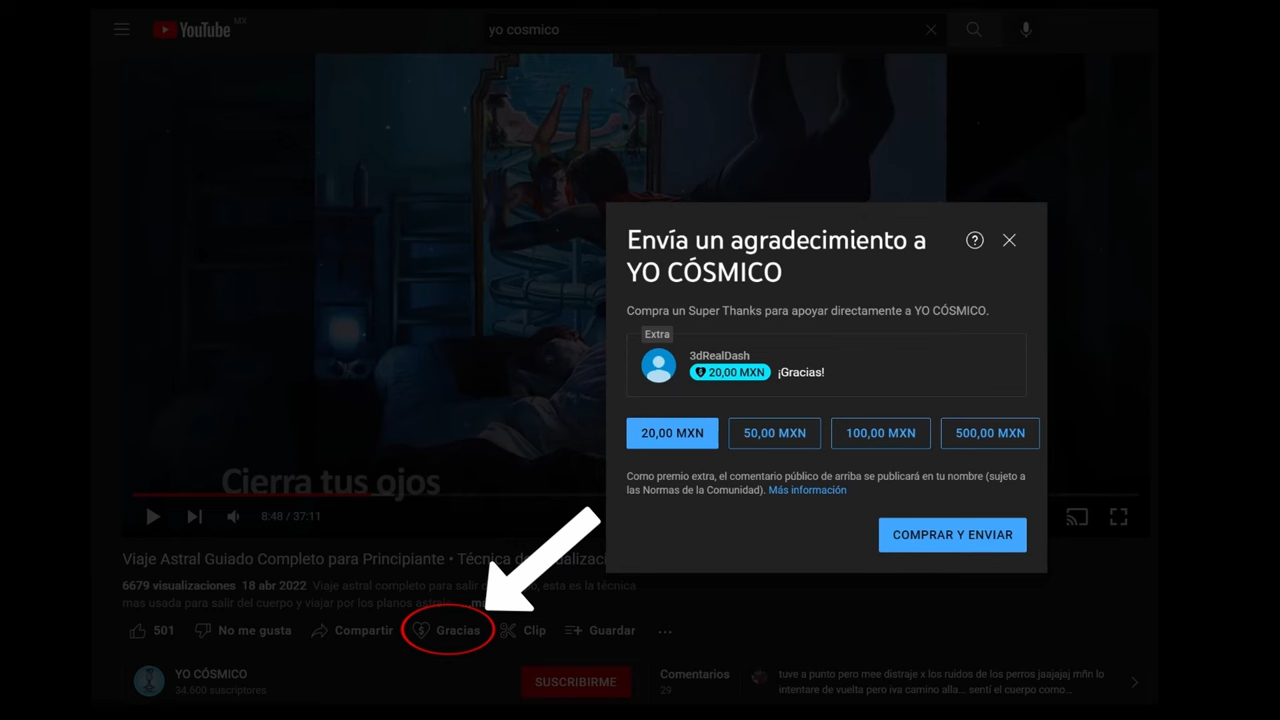 YouTube MX
yo cosmico
Envía un agradecimiento a
YO CÓSMICO
Compra un Super Thanks para apoyar directamente a YO CÓSMICO.
Extra
3dRealDash
20,00 MXN ¡Gracias!
20,00 MXN 50,00 MXN 100,00 MXN 500,00 MXN
Como premio extra, el comentario público de arriba se publicará en tu nombre (sujeto a
las Normas de la Comunidad). Más información
COMPRAR Y ENVIAR
Cierra tus ojos
8:48 / 37:11
Viaje Astral Guiado Completo para Principiante • Técnica de
6679 visualizaciones 18 abr 2022 Viaje astral completo para salir esta es la técnica
mas usada para salir del cuerpo y viajar por los planos
501 No me gusta Compartir Gracias Clip Guardar ...
YO CÓSMICO
34.600 suscriptores
SUSCRIBIRME
Comentarios
29
tuve a punto pero mee distraje x los ruidos de los perros jaajajaj mñn lo
intentare de vuelta pero iva camino alla... sentí el cuerpo como...